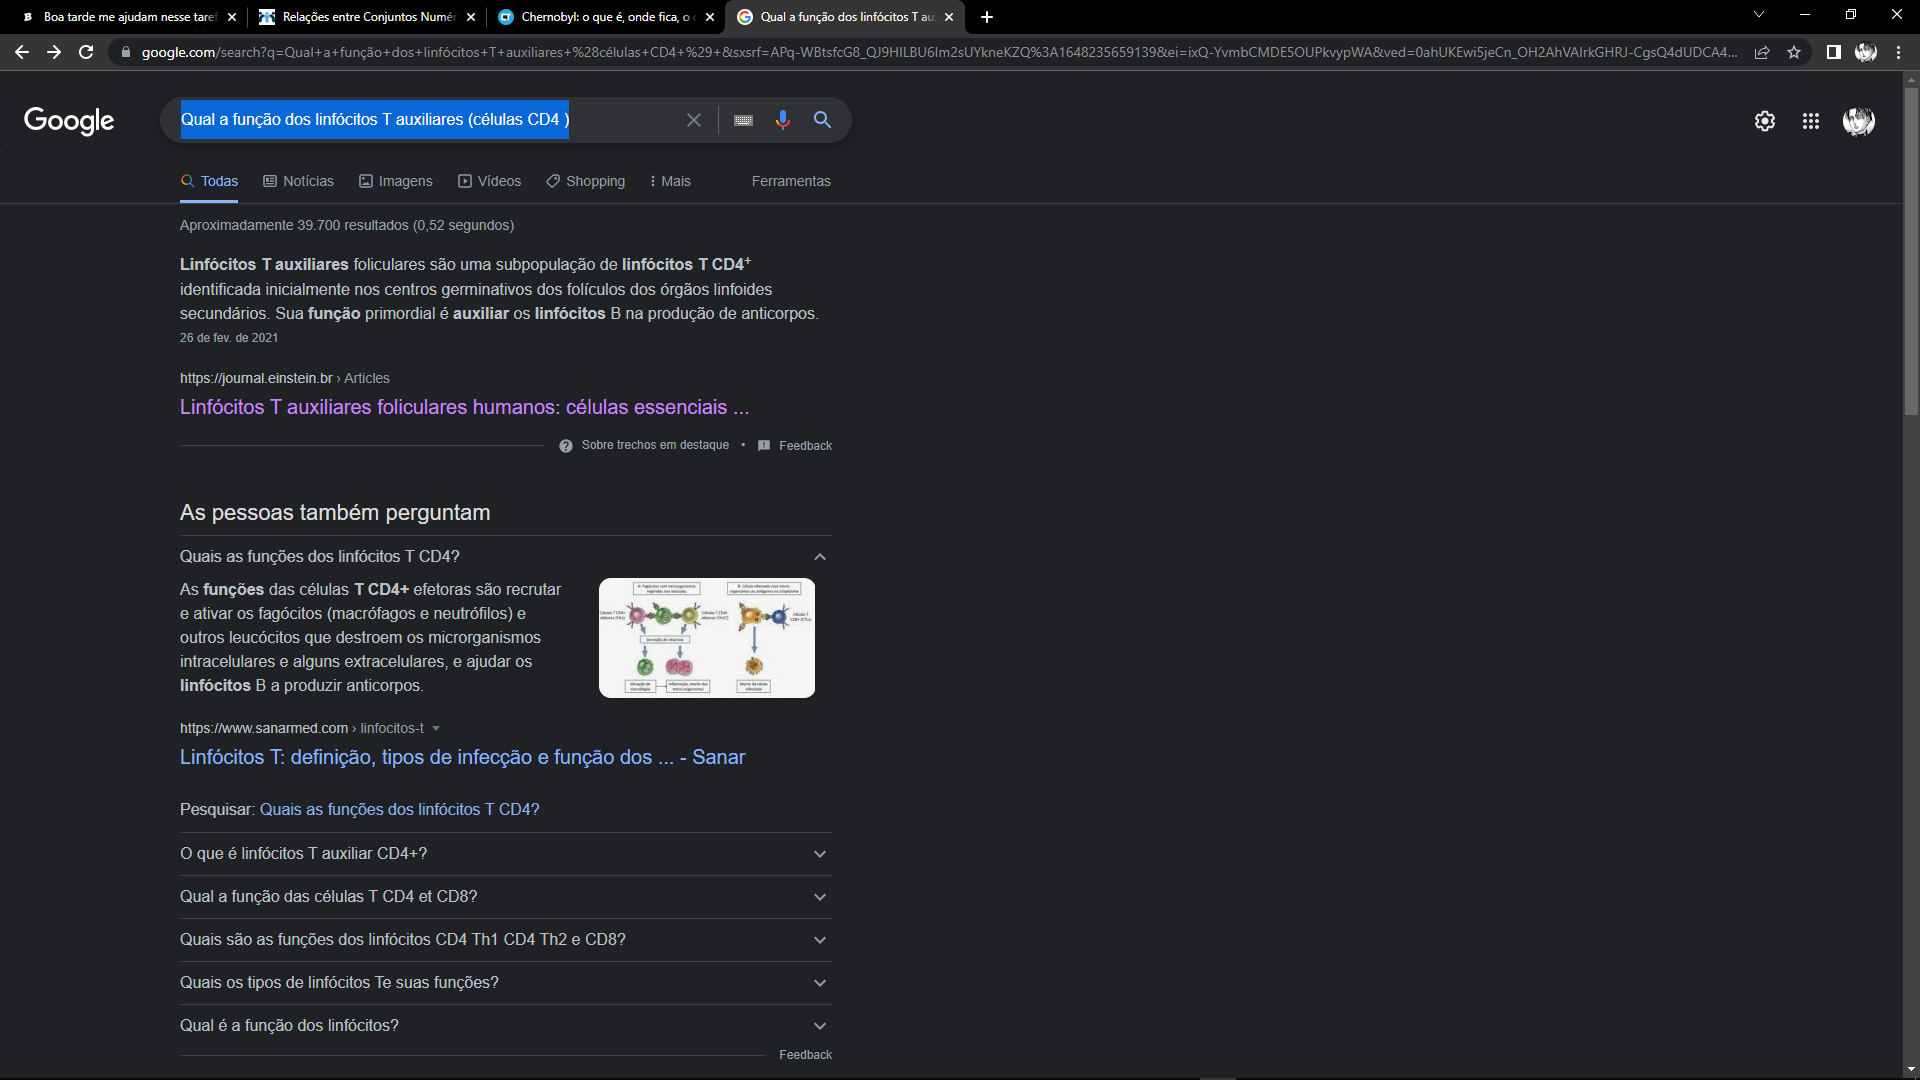 Boa tarde me ajudam nesse taref
Relações entre Conjuntos Numér
Chernobyl: o que é, onde fica, o c
Qual a função dos linfócitos T au
google.com/search?q=Qual+a+função+dos+linfócitos+T+auxiliares+%28células+CD4+%29+&sxsrf=APq-WBtsfcG8_QJ9HILBU6Im2sUYkneKZQ%3A1648235659139&ei=ixQ-YvmbCMDE5OUPkvypWA&ved=0ahUKEwi5jeCn_OH2AhVAIrkGHRJ-CgsQ4dUDCA4...
Google
Qual a função dos linfócitos T auxiliares (células CD4 )
Todas Notícias Imagens Vídeos Shopping Mais Ferramentas
Aproximadamente 39.700 resultados (0,52 segundos)
Linfócitos T auxiliares foliculares são uma subpopulação de linfócitos T CD4+
identificada inicialmente nos centros germinativos dos folículos dos órgãos linfoides
secundários. Sua função primordial é auxiliar os linfócitos B na produção de anticorpos.
26 de fev. de 2021
https://journal.einstein.br › Articles
Linfócitos T auxiliares foliculares humanos: células essenciais ...
Sobre trechos em destaque • Feedback
As pessoas também perguntam
Quais as funções dos linfócitos T CD4?
As funções das células T CD4+ efetoras são recrutar
e ativar os fagócitos (macrófagos e neutrófilos) e
outros leucócitos que destroem os microrganismos
intracelulares e alguns extracelulares, e ajudar os
linfócitos B a produzir anticorpos.
https://www.sanarmed.com › linfocitos-t
Linfócitos T: definição, tipos de infecção e função dos ... - Sanar
Pesquisar: Quais as funções dos linfócitos T CD4?
O que é linfócitos T auxiliar CD4+?
Qual a função das células T CD4 et CD8?
Quais são as funções dos linfócitos CD4 Th1 CD4 Th2 e CD8?
Quais os tipos de linfócitos Te suas funções?
Qual é a função dos linfócitos?
Feedback